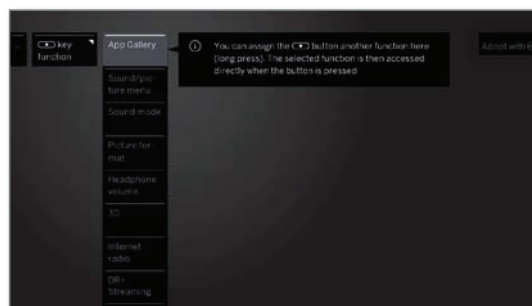 key
function
App Gallery
You can assign the button another function here
(long press). The selected function is then accessed
directly when the button is pressed
Adopt with
Sound/pic-
ture menu
Sound mode
Picture for-
mat
Headphone
volume
3D
Internet
radio
DR+
Streaming